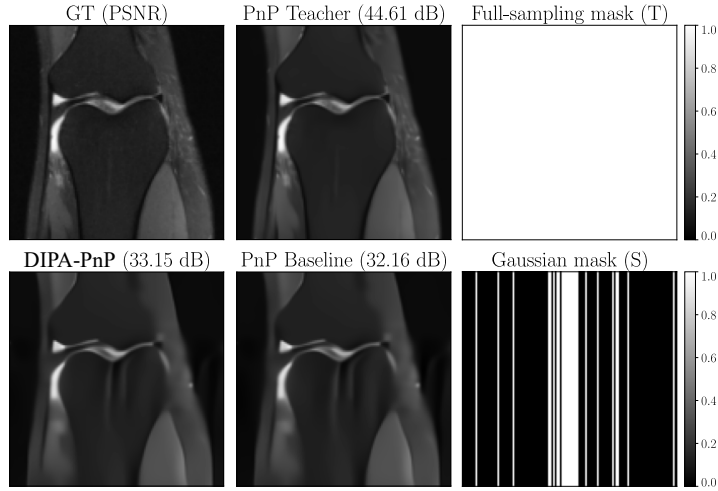 GT (PSNR)
PnP Teacher (44.61 dB)
Full-sampling mask (T)
1.0
0.8
0.6
0.4
0.2
0.0
DIPA-PnP (33.15 dB)
PnP Baseline (32.16 dB)
Gaussian mask (S)
1.0
0.8
0.6
0.4
0.2
0.0